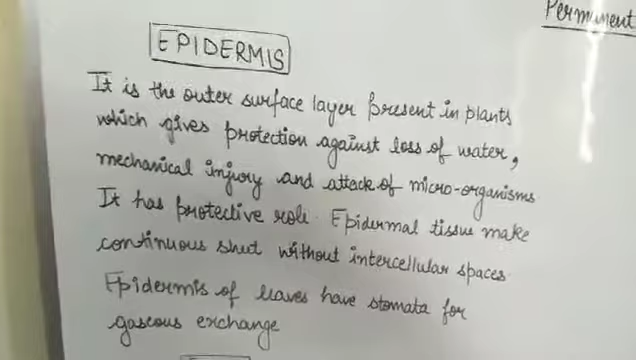 Permanent
EPIDERMIS
It is the outer surface layer present in plants
which gives protection against loss of water,
mechanical injury and attack of micro-organisms.
It has protective role. Epidermal tissue make
continuous sheet without intercellular spaces.
Epidermis of leaves have stomata for
gaseous exchange